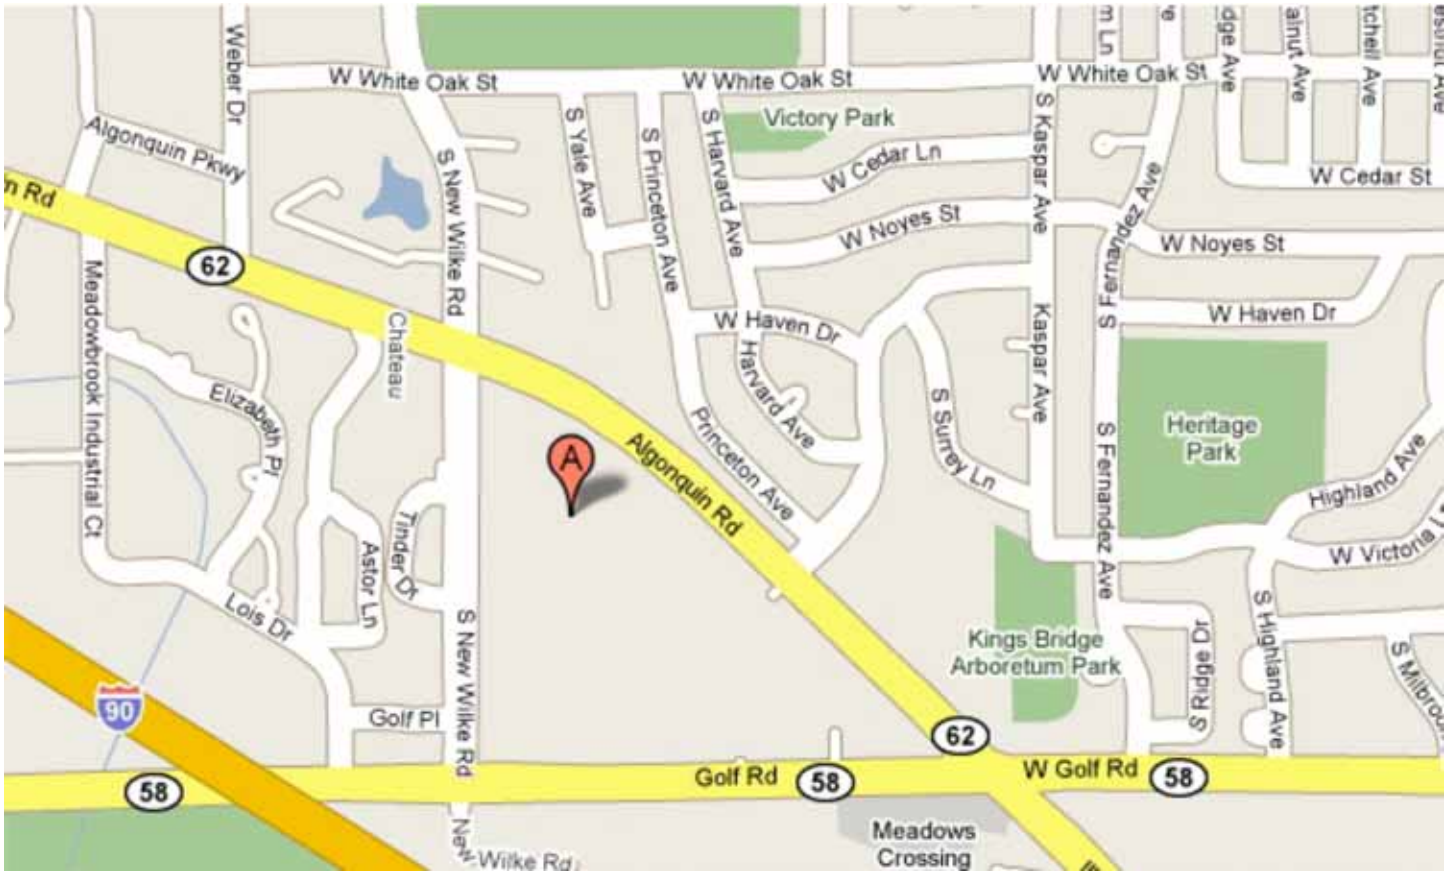 Weber Dr
W White Oak St
W White Oak St
W White Oak St
Algonquin Pkwy
S New Wilke Rd
S Yale Ave
S Princeton Ave
S Harvard Ave
Victory Park
W Cedar Ln
S Kaspar Ave
S Fernandez Ave
W Cedar St
W Noyes St
W Noyes St
n Rd
62
Meadowbrook Industrial Ct
Chateau
W Haven Dr
W Haven Dr
Harvard Ave
Kaspar Ave
Elizabeth Pl
S Surrey Ln
Heritage
Park
A
Algonquin Rd
Princeton Ave
S Fernandez Ave
Highland Ave
Tinder Dr
Astor Ln
W Victoria L
Lois Dr
S New Wilke Rd
Kings Bridge
Arboretum Park
S Ridge Dr
S Highland Ave
S Milbroo
90
Golf Pl
62
58
Golf Rd
58
W Golf Rd
58
New Wilke Rd
Meadows
Crossing